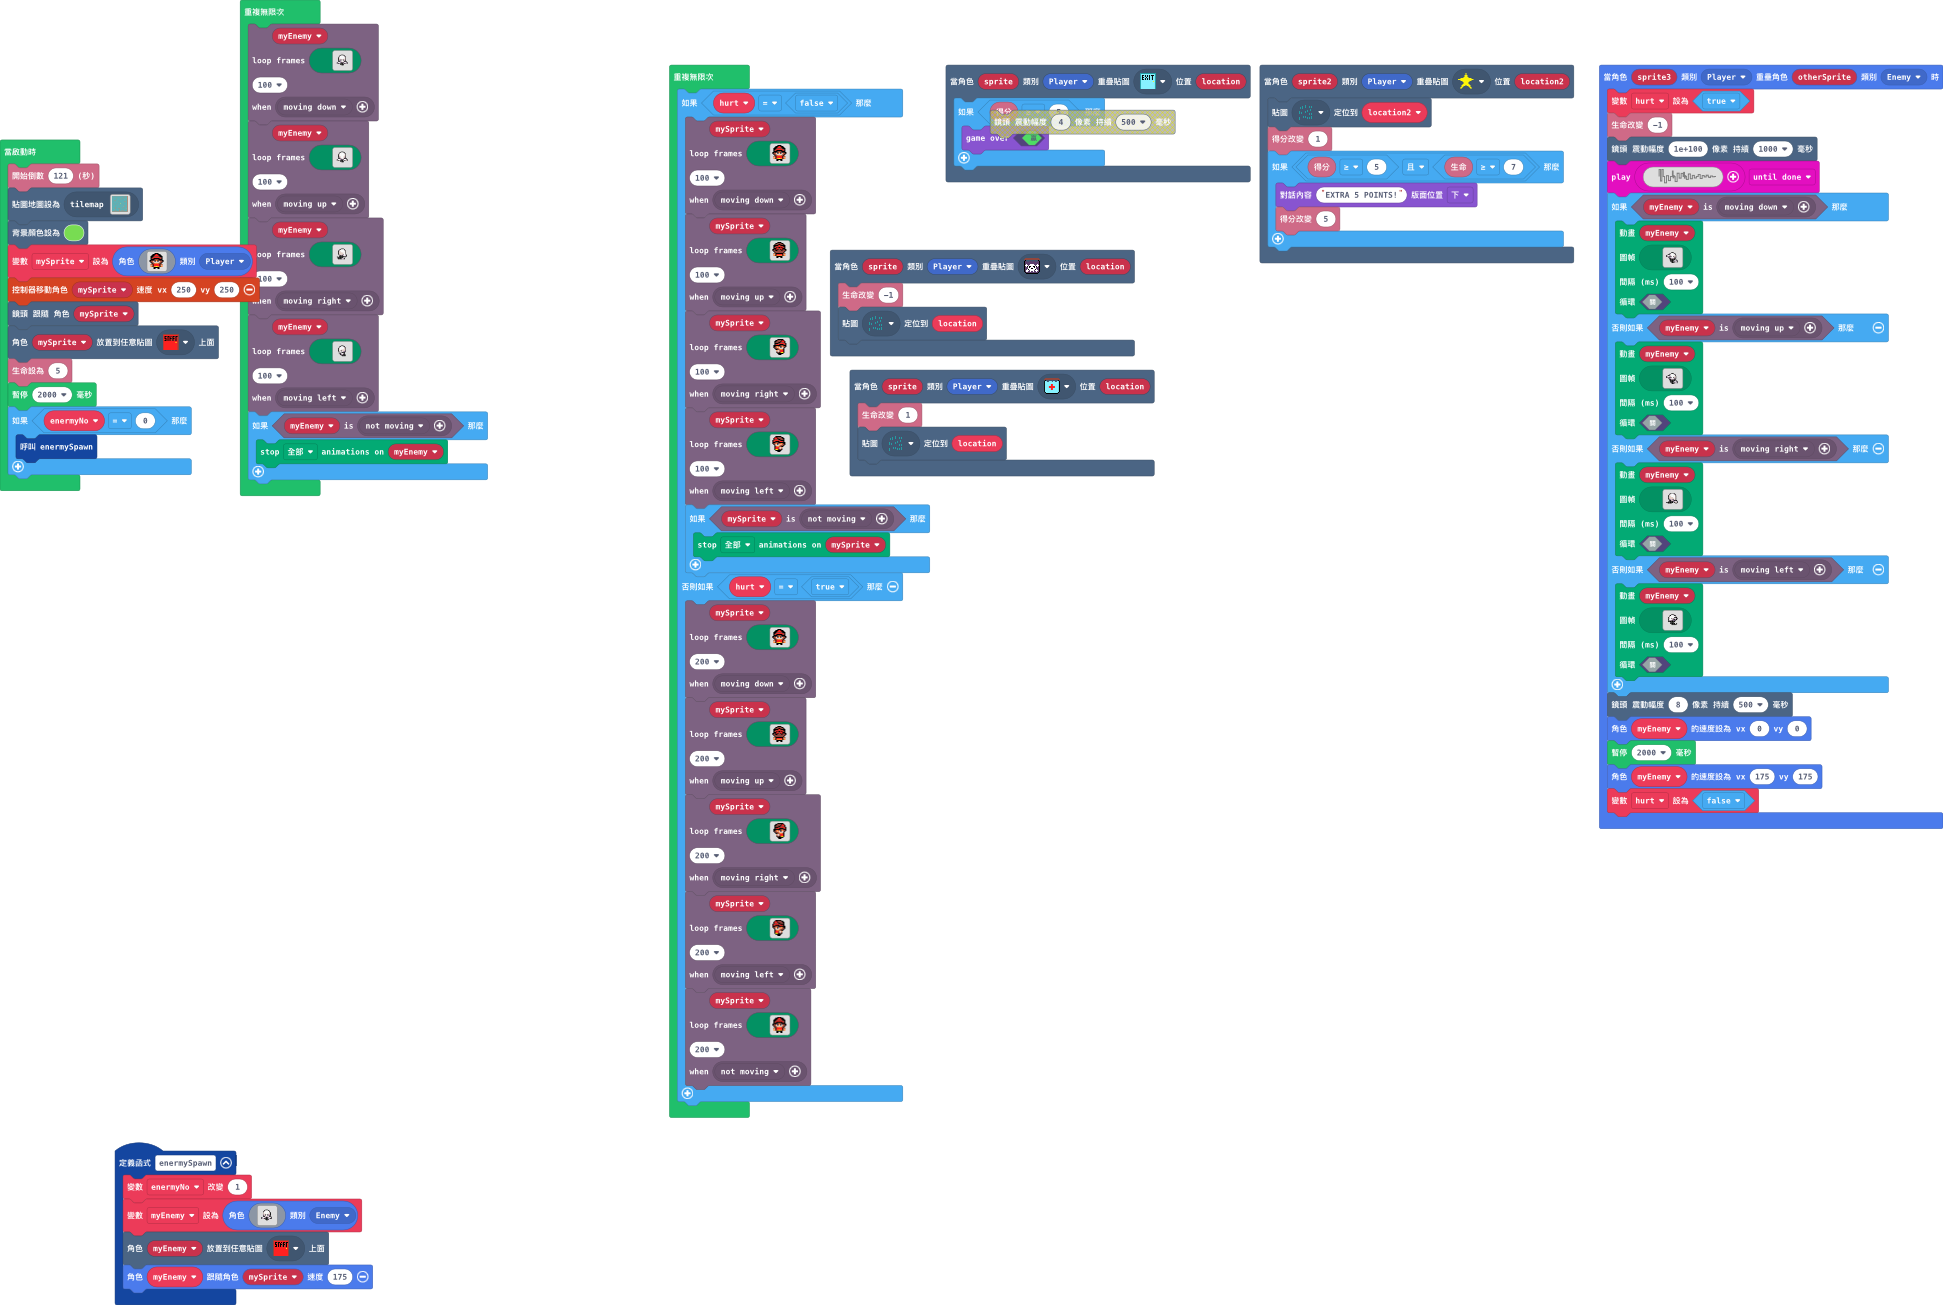 當啟動時
開始倒數 121 (秒)
貼圖地圖設為 tilemap
背景顏色設為
變數 mySprite 設為 角色 類別 Player
控制器移動角色 mySprite 速度 vx 250 vy 250
鏡頭 跟隨 角色 mySprite
角色 mySprite 放置到任意貼圖 START 上面
生命設為 5
暫停 2000 毫秒
如果 enermyNo = 0 那麼
呼叫 enermySpawn
重複無限次
myEnemy
loop frames
100
when moving down
myEnemy
loop frames
100
when moving up
myEnemy
loop frames
100
when moving right
myEnemy
loop frames
100
when moving left
如果 myEnemy is not moving 那麼
stop 全部 animations on myEnemy
重複無限次
如果 hurt = false 那麼
mySprite
loop frames
100
when moving down
mySprite
loop frames
100
when moving up
mySprite
loop frames
100
when moving right
mySprite
loop frames
100
when moving left
如果 mySprite is not moving 那麼
stop 全部 animations on mySprite
否則如果 hurt = true 那麼
mySprite
loop frames
200
when moving down
mySprite
loop frames
200
when moving up
mySprite
loop frames
200
when moving right
mySprite
loop frames
200
when moving left
mySprite
loop frames
200
when not moving
當角色 sprite 類別 Player 重疊貼圖 EXIT 位置 location
如果 得分 那麼
鏡頭 震動幅度 4 像素 持續 500 毫秒
game over
當角色 sprite 類別 Player 重疊貼圖 位置 location
生命改變 -1
貼圖 定位到 location
當角色 sprite 類別 Player 重疊貼圖 位置 location
生命改變 1
貼圖 定位到 location
當角色 sprite2 類別 Player 重疊貼圖 位置 location2
貼圖 定位到 location2
得分改變 1
如果 得分 ≥ 5 且 生命 ≥ 7 那麼
對話內容 "EXTRA 5 POINTS!" 版面位置 下
得分改變 5
當角色 sprite3 類別 Player 重疊角色 otherSprite 類別 Enemy 時
變數 hurt 設為 true
生命改變 -1
鏡頭 震動幅度 1e+100 像素 持續 1000 毫秒
play until done
如果 myEnemy is moving down 那麼
動畫 myEnemy
圖幀
間隔 (ms) 100
循環 關
否則如果 myEnemy is moving up 那麼
動畫 myEnemy
圖幀
間隔 (ms) 100
循環 關
否則如果 myEnemy is moving right 那麼
動畫 myEnemy
圖幀
間隔 (ms) 100
循環 關
否則如果 myEnemy is moving left 那麼
動畫 myEnemy
圖幀
間隔 (ms) 100
循環 關
鏡頭 震動幅度 8 像素 持續 500 毫秒
角色 myEnemy 的速度設為 vx 0 vy 0
暫停 2000 毫秒
角色 myEnemy 的速度設為 vx 175 vy 175
變數 hurt 設為 false
定義函式 enermySpawn
變數 enermyNo 改變 1
變數 myEnemy 設為 角色 類別 Enemy
角色 myEnemy 放置到任意貼圖 START 上面
角色 myEnemy 跟隨角色 mySprite 速度 175